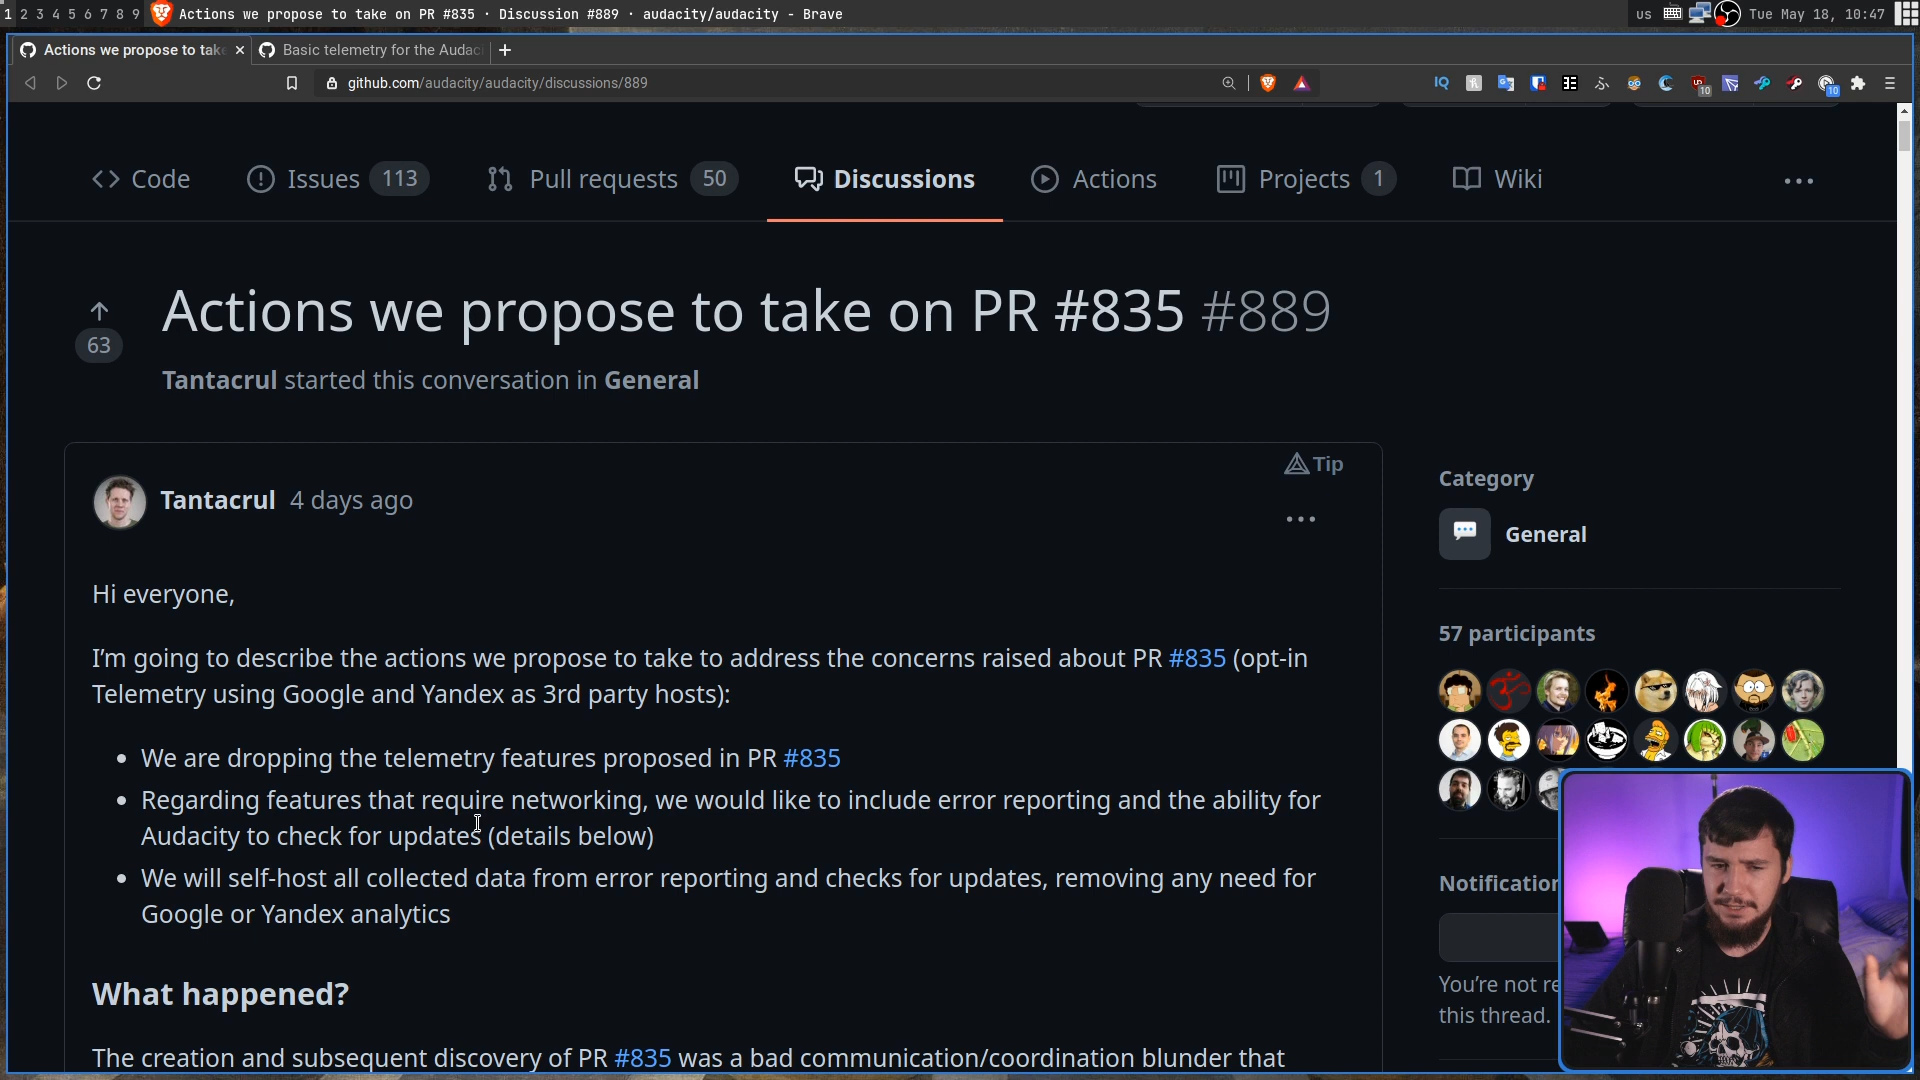 1 2 3 4 5 6 7 8 9 Actions we propose to take on PR #835 · Discussion #889 · audacity/audacity - Brave us Tue May 18, 10:47
Actions we propose to tak Basic telemetry for the Audac
github.com/audacity/audacity/discussions/889 IQ 10 10
Code Issues 113 Pull requests 50 Discussions Actions Projects 1 Wiki
Actions we propose to take on PR #835 #889
63
Tantacrul started this conversation in General
Tip
Tantacrul 4 days ago
Hi everyone,
I’m going to describe the actions we propose to take to address the concerns raised about PR #835 (opt-in
Telemetry using Google and Yandex as 3rd party hosts):
• We are dropping the telemetry features proposed in PR #835
• Regarding features that require networking, we would like to include error reporting and the ability for
Audacity to check for updates (details below)
• We will self-host all collected data from error reporting and checks for updates, removing any need for
Google or Yandex analytics
What happened?
The creation and subsequent discovery of PR #835 was a bad communication/coordination blunder that
Category
General
57 participants
Notification
You’re not re
this thread.